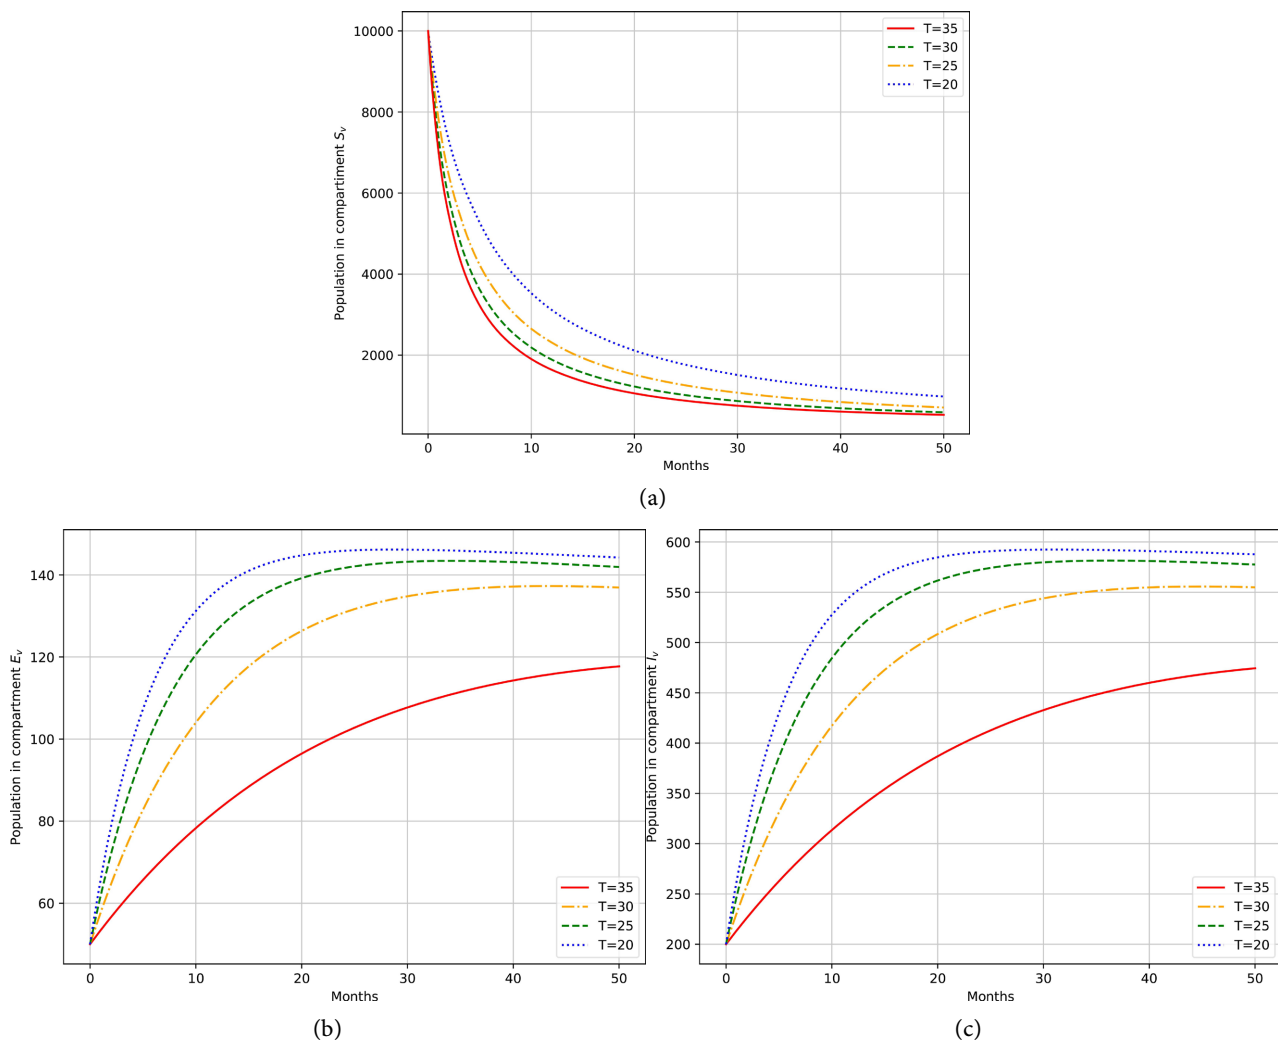 10000
8000
6000
4000
2000
Population in compartiment Sᵥ
T=35
T=30
T=25
T=20
0 10 20 30 40 50
Months
(a)
140
120
100
80
60
Population in compartment Eᵥ
T=35
T=30
T=25
T=20
0 10 20 30 40 50
Months
(b)
600
550
500
450
400
350
300
250
200
Population in compartment Iᵥ
T=35
T=30
T=25
T=20
0 10 20 30 40 50
Months
(c)